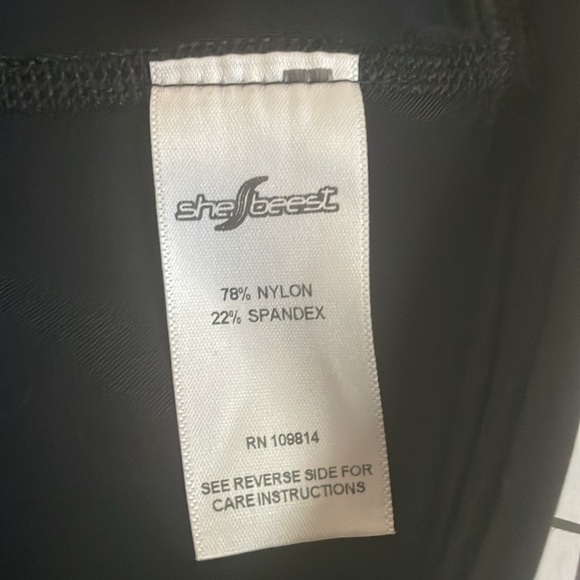 shebeest
78% NYLON
22% SPANDEX
RN 109814
SEE REVERSE SIDE FOR
CARE INSTRUCTIONS